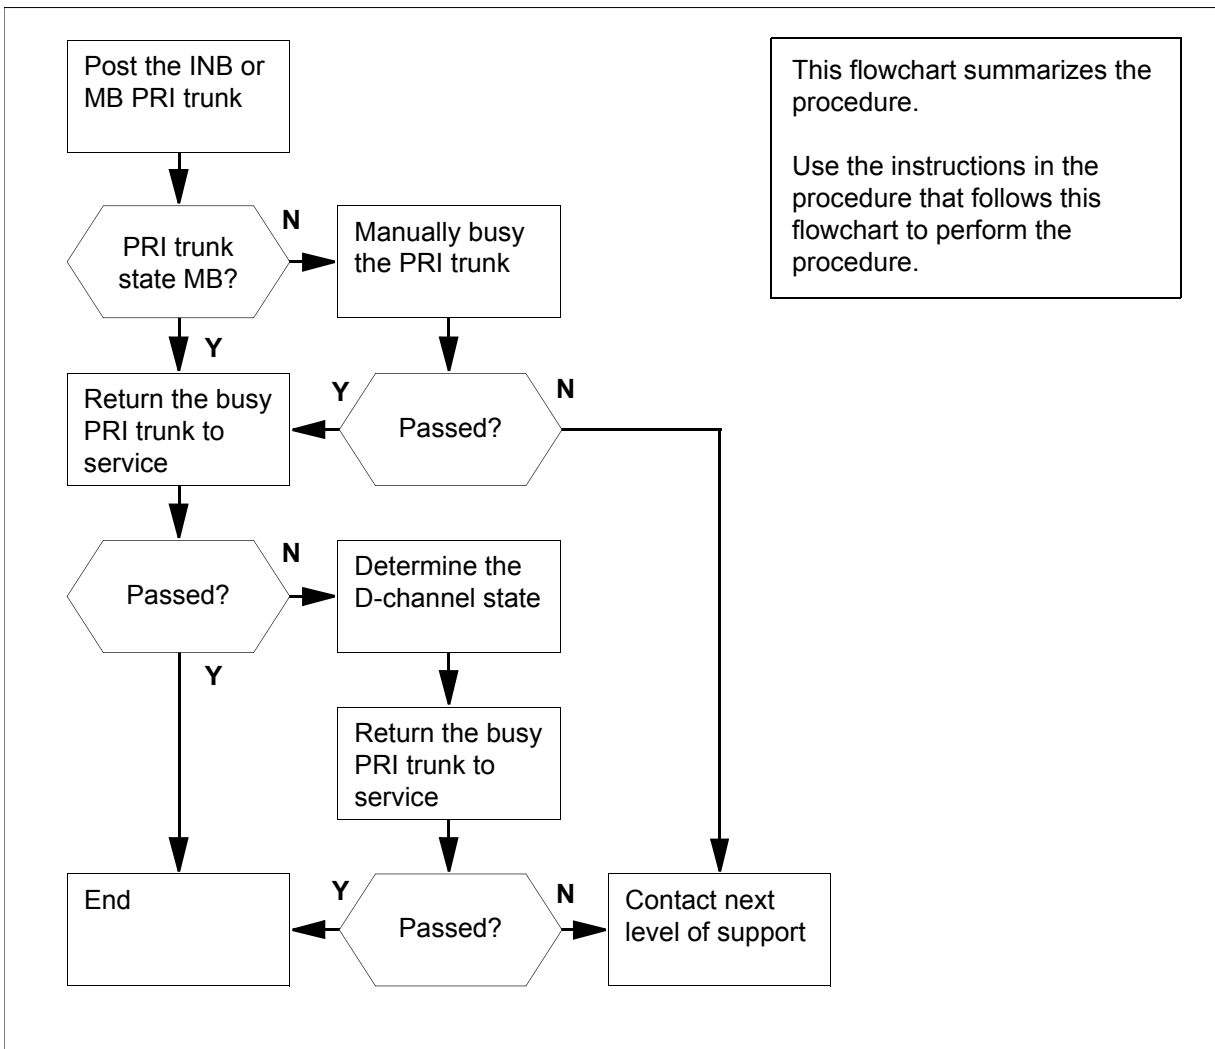 Post the INB or
MB PRI trunk
This flowchart summarizes the
procedure.
Use the instructions in the
procedure that follows this
flowchart to perform the
procedure.
PRI trunk
state MB?
N
Y
Manually busy
the PRI trunk
Return the busy
PRI trunk to
service
Y
Passed?
N
Passed?
N
Y
Determine the
D-channel state
Return the busy
PRI trunk to
service
End
Y
Passed?
N
Contact next
level of support